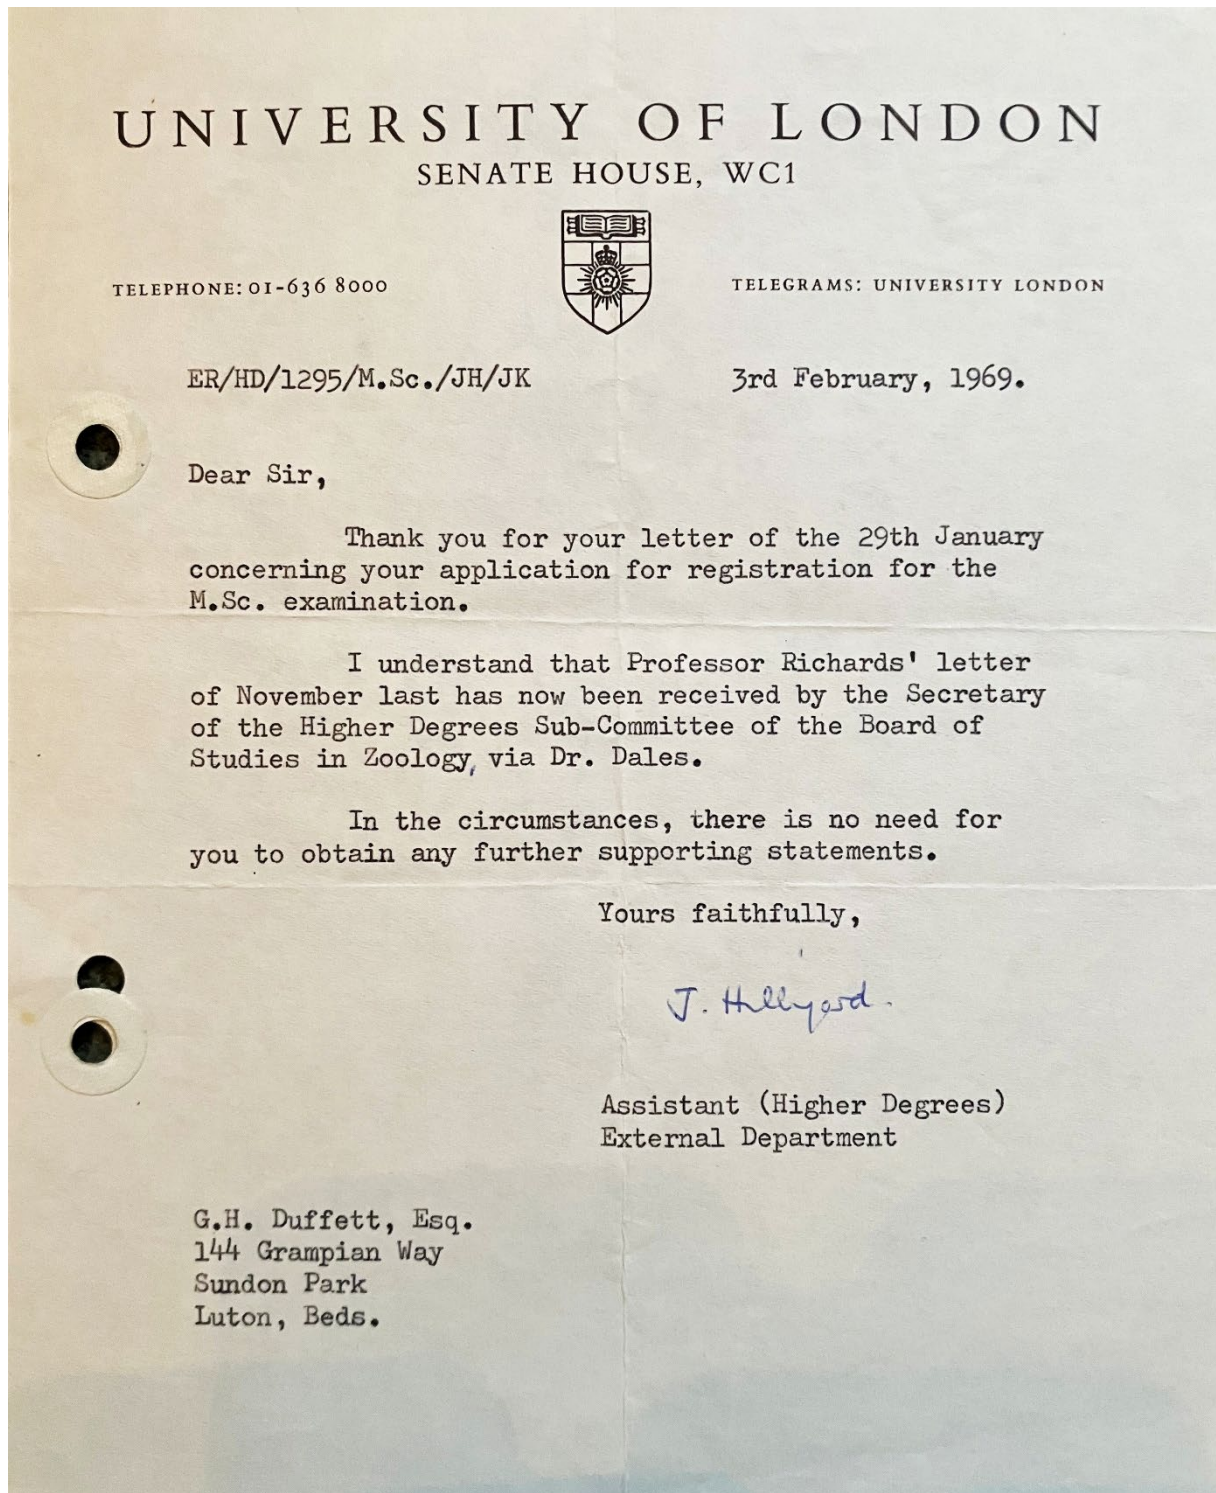 UNIVERSITY OF LONDON
SENATE HOUSE, WC1
TELEPHONE: 01-636 8000
TELEGRAMS: UNIVERSITY LONDON
ER/HD/1295/M.Sc./JH/JK
3rd February, 1969.
Dear Sir,
Thank you for your letter of the 29th January
concerning your application for registration for the
M.Sc. examination.
I understand that Professor Richards' letter
of November last has now been received by the Secretary
of the Higher Degrees Sub-Committee of the Board of
Studies in Zoology, via Dr. Dales.
In the circumstances, there is no need for
you to obtain any further supporting statements.
Yours faithfully,
J. Hillyard.
Assistant (Higher Degrees)
External Department
G.H. Duffett, Esq.
144 Grampian Way
Sundon Park
Luton, Beds.